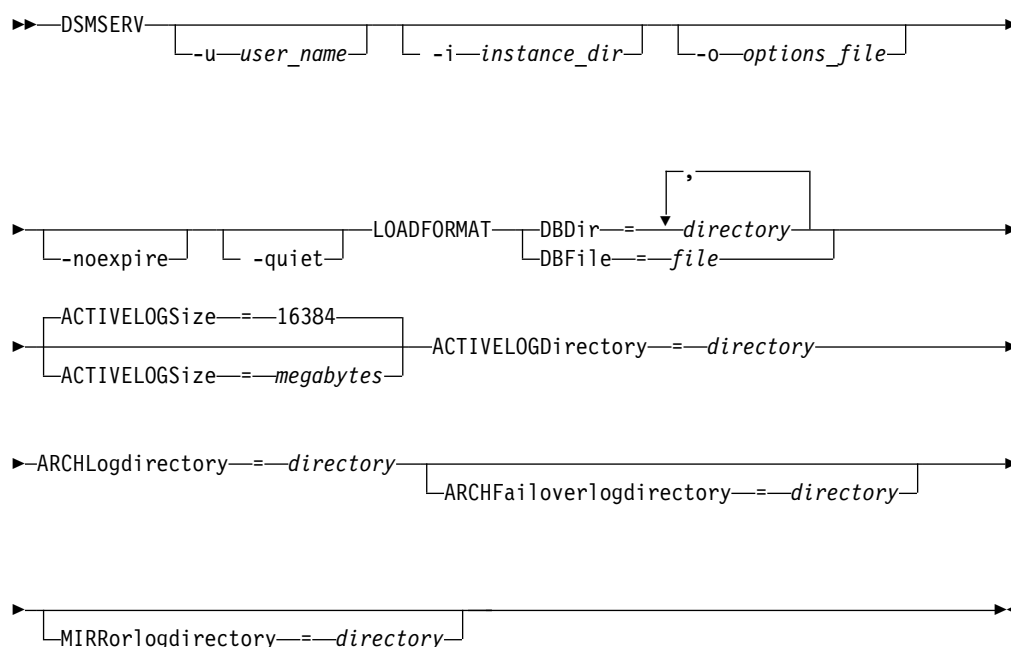 DSMSERV
-u user_name -i instance_dir -o options_file
,
LOADFORMAT DBDir = directory
-noexpire -quiet DBFile = file
ACTIVELOGSize = 16384
ACTIVELOGDirectory = directory
ACTIVELOGSize = megabytes
ARCHLogdirectory = directory
ARCHFailoverlogdirectory = directory
MIRRorlogdirectory = directory